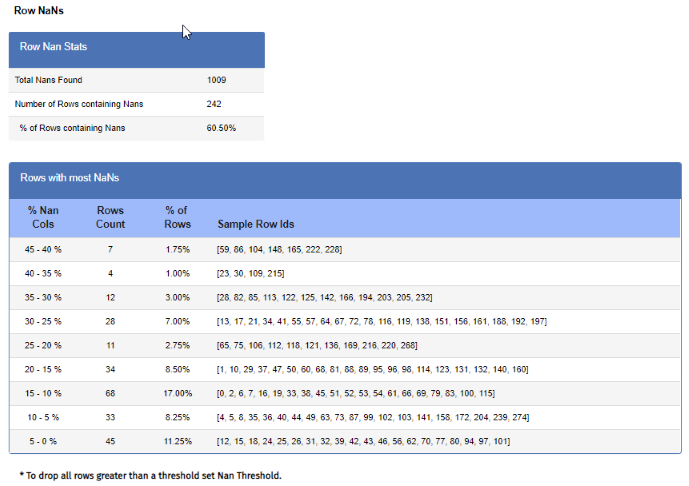 Row NaNs
Row Nan Stats
Total Nans Found 1009
Number of Rows containing Nans 242
% of Rows containing Nans 60.50%
Rows with most NaNs
% Nan Cols Rows Count % of Rows Sample Row Ids
45 - 40 % 7 1.75% [59, 86, 104, 148, 165, 222, 228]
40 - 35 % 4 1.00% [23, 30, 109, 215]
35 - 30 % 12 3.00% [28, 82, 85, 113, 122, 125, 142, 166, 194, 203, 205, 232]
30 - 25 % 28 7.00% [13, 17, 21, 34, 41, 55, 57, 64, 67, 72, 78, 116, 119, 138, 151, 156, 161, 188, 192, 197]
25 - 20 % 11 2.75% [65, 75, 106, 112, 118, 121, 136, 169, 216, 220, 268]
20 - 15 % 34 8.50% [1, 10, 29, 37, 47, 50, 60, 68, 81, 88, 89, 95, 96, 98, 114, 123, 131, 132, 140, 160]
15 - 10 % 68 17.00% [0, 2, 6, 7, 16, 19, 33, 38, 45, 51, 52, 53, 54, 61, 66, 69, 79, 83, 100, 115]
10 - 5 % 33 8.25% [4, 5, 8, 35, 36, 40, 44, 49, 63, 73, 87, 99, 102, 103, 141, 158, 172, 204, 239, 274]
5 - 0 % 45 11.25% [12, 15, 18, 24, 25, 26, 31, 32, 39, 42, 43, 46, 56, 62, 70, 77, 80, 94, 97, 101]
* To drop all rows greater than a threshold set Nan Threshold.